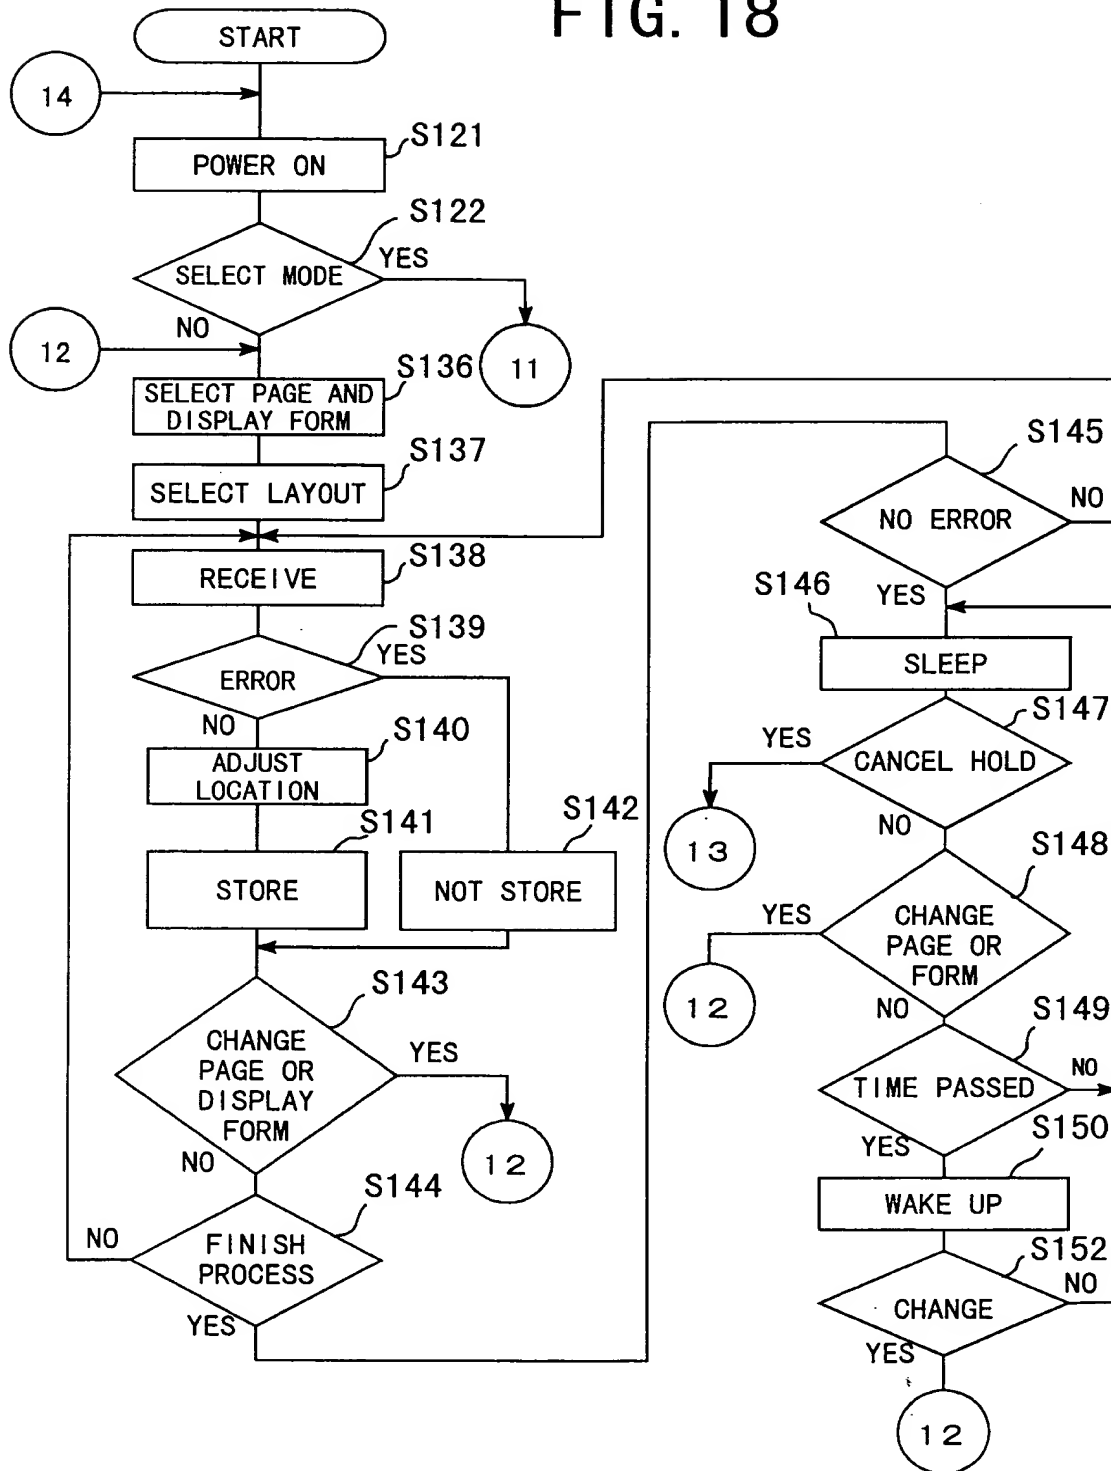 FIG. 18
START
14
S121
POWER ON
S122
SELECT MODE
YES
NO
12
11
S136
SELECT PAGE AND
DISPLAY FORM
S137
SELECT LAYOUT
S138
RECEIVE
S139
ERROR
YES
NO
S140
ADJUST
LOCATION
S141
STORE
S142
NOT STORE
S143
CHANGE
PAGE OR
DISPLAY
FORM
YES
NO
12
S144
FINISH
PROCESS
NO
YES
S145
NO ERROR
NO
YES
S146
SLEEP
S147
CANCEL HOLD
YES
NO
13
S148
CHANGE
PAGE OR
FORM
YES
NO
12
S149
TIME PASSED
NO
YES
S150
WAKE UP
S152
CHANGE
NO
YES
12